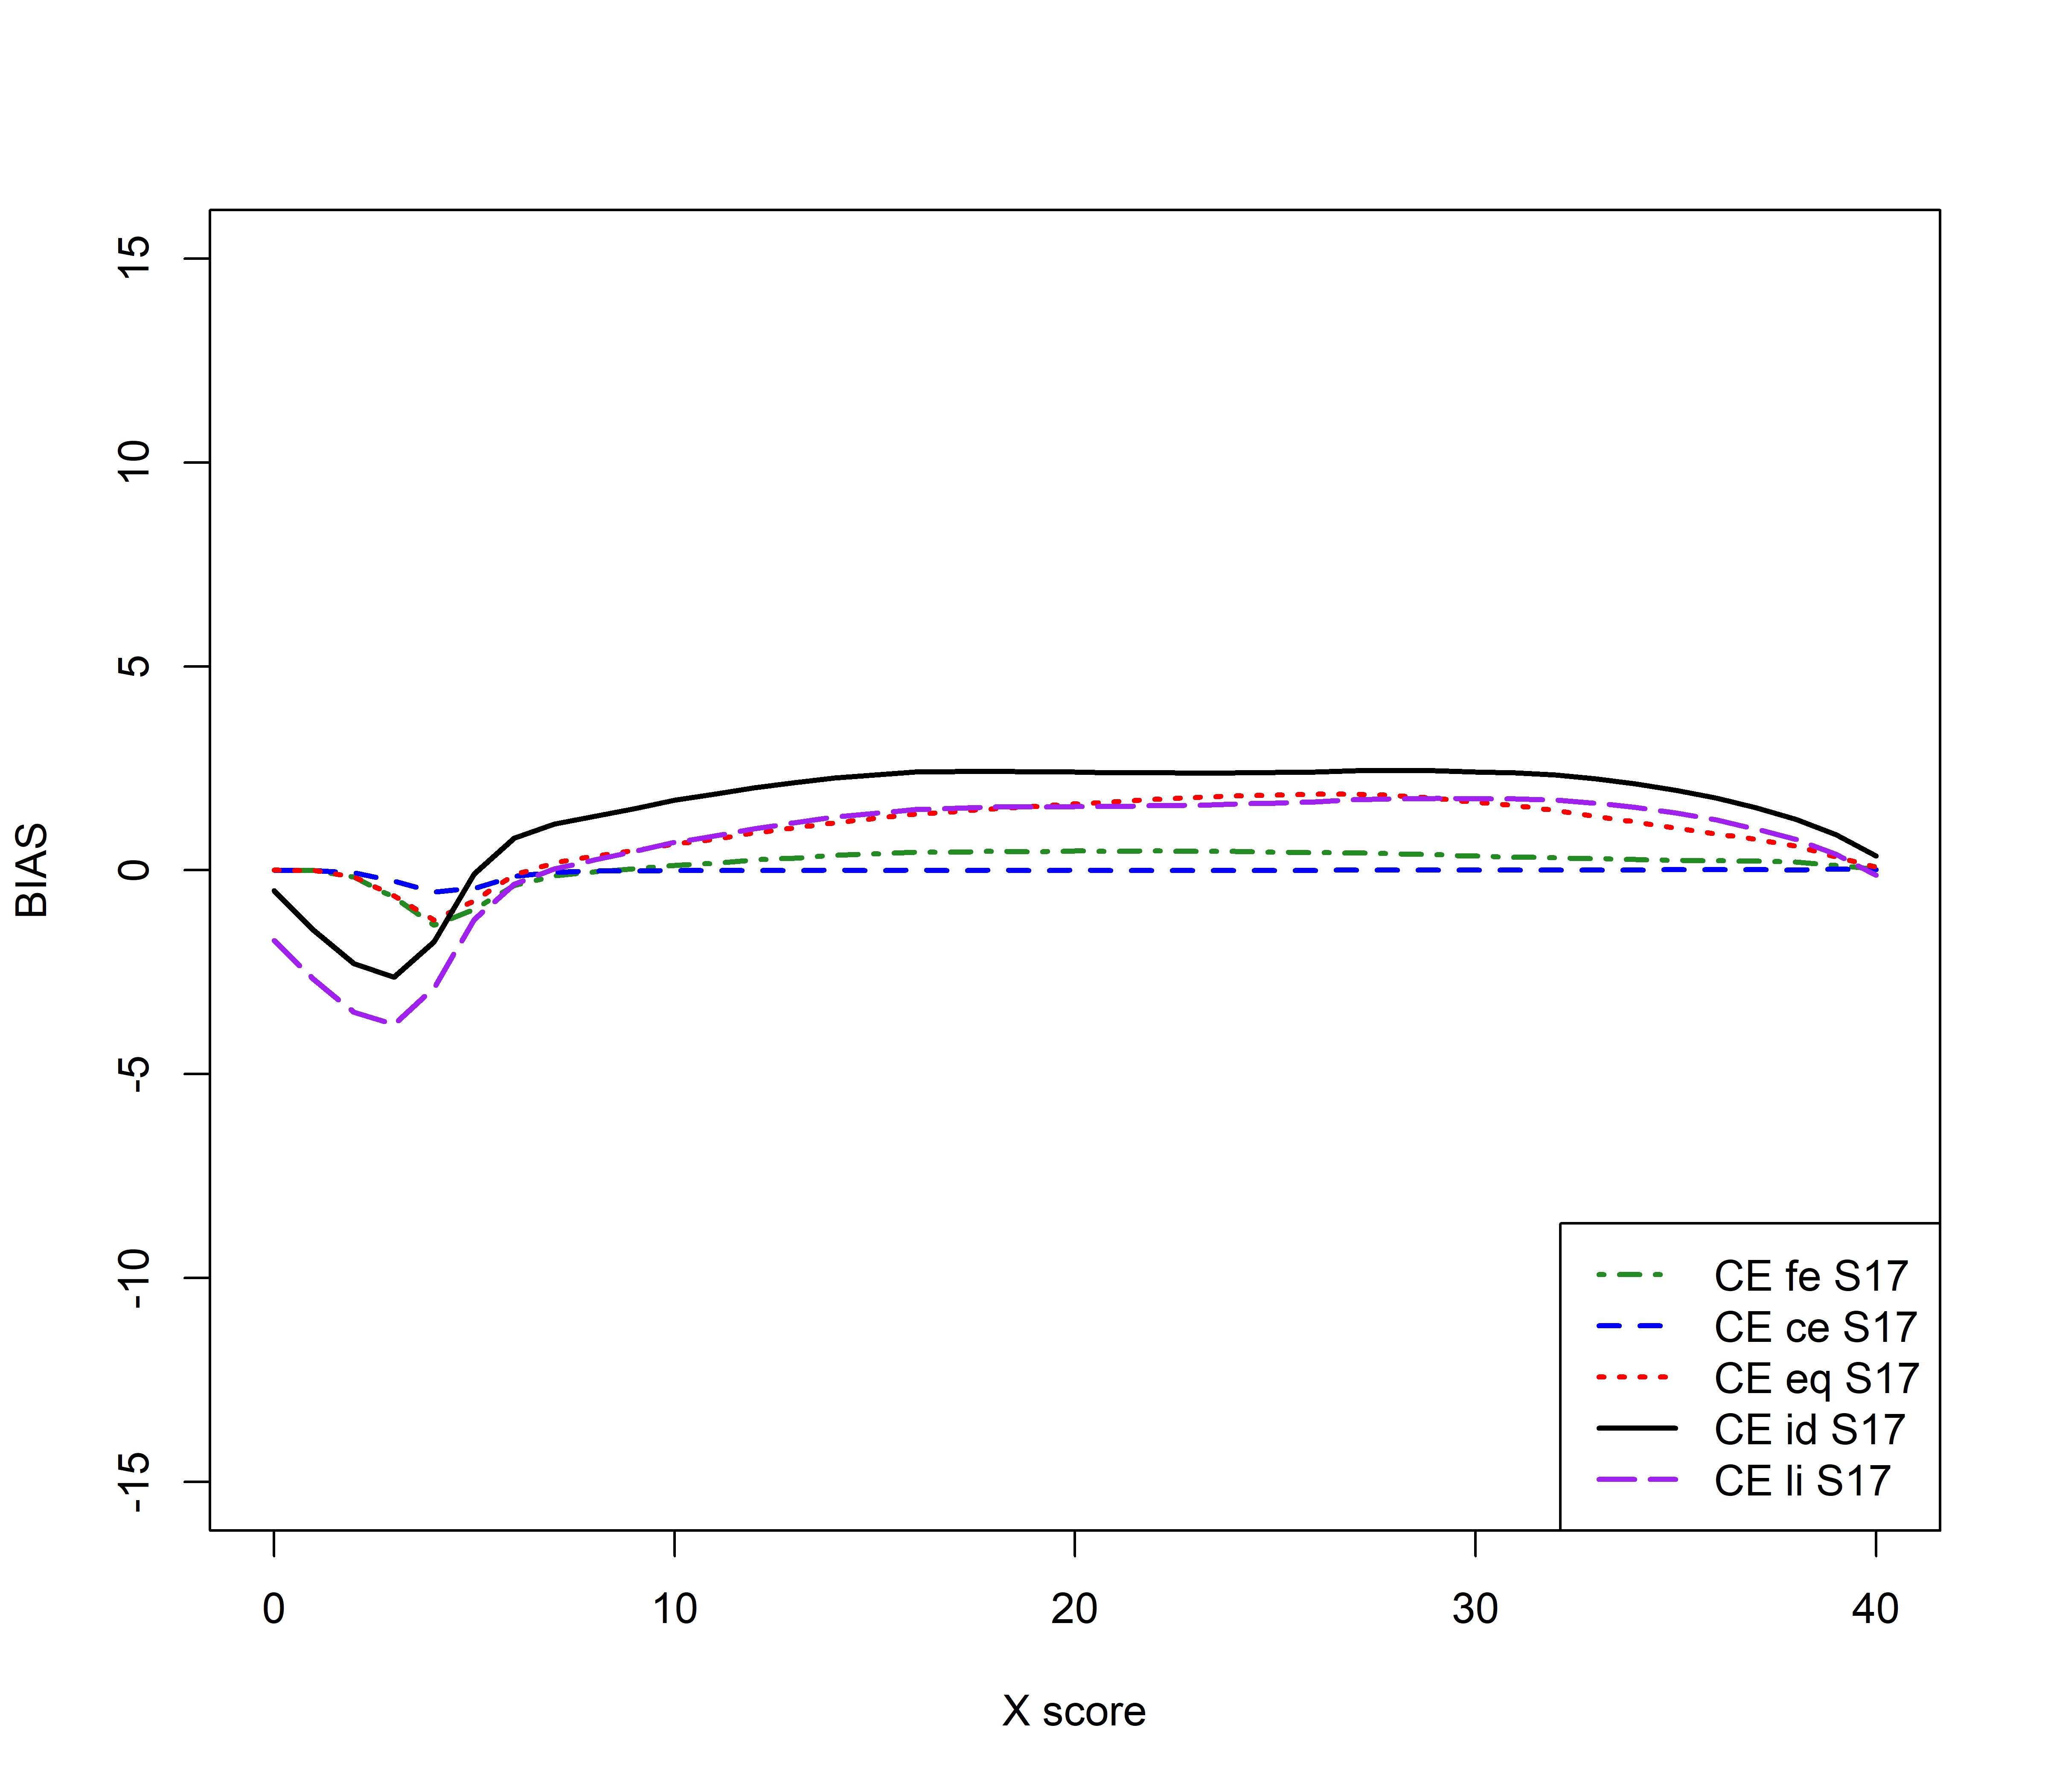 15
10
5
0
-5
-10
-15
BIAS
0 10 20 30 40
X score
CE fe S17
CE ce S17
CE eq S17
CE id S17
CE li S17